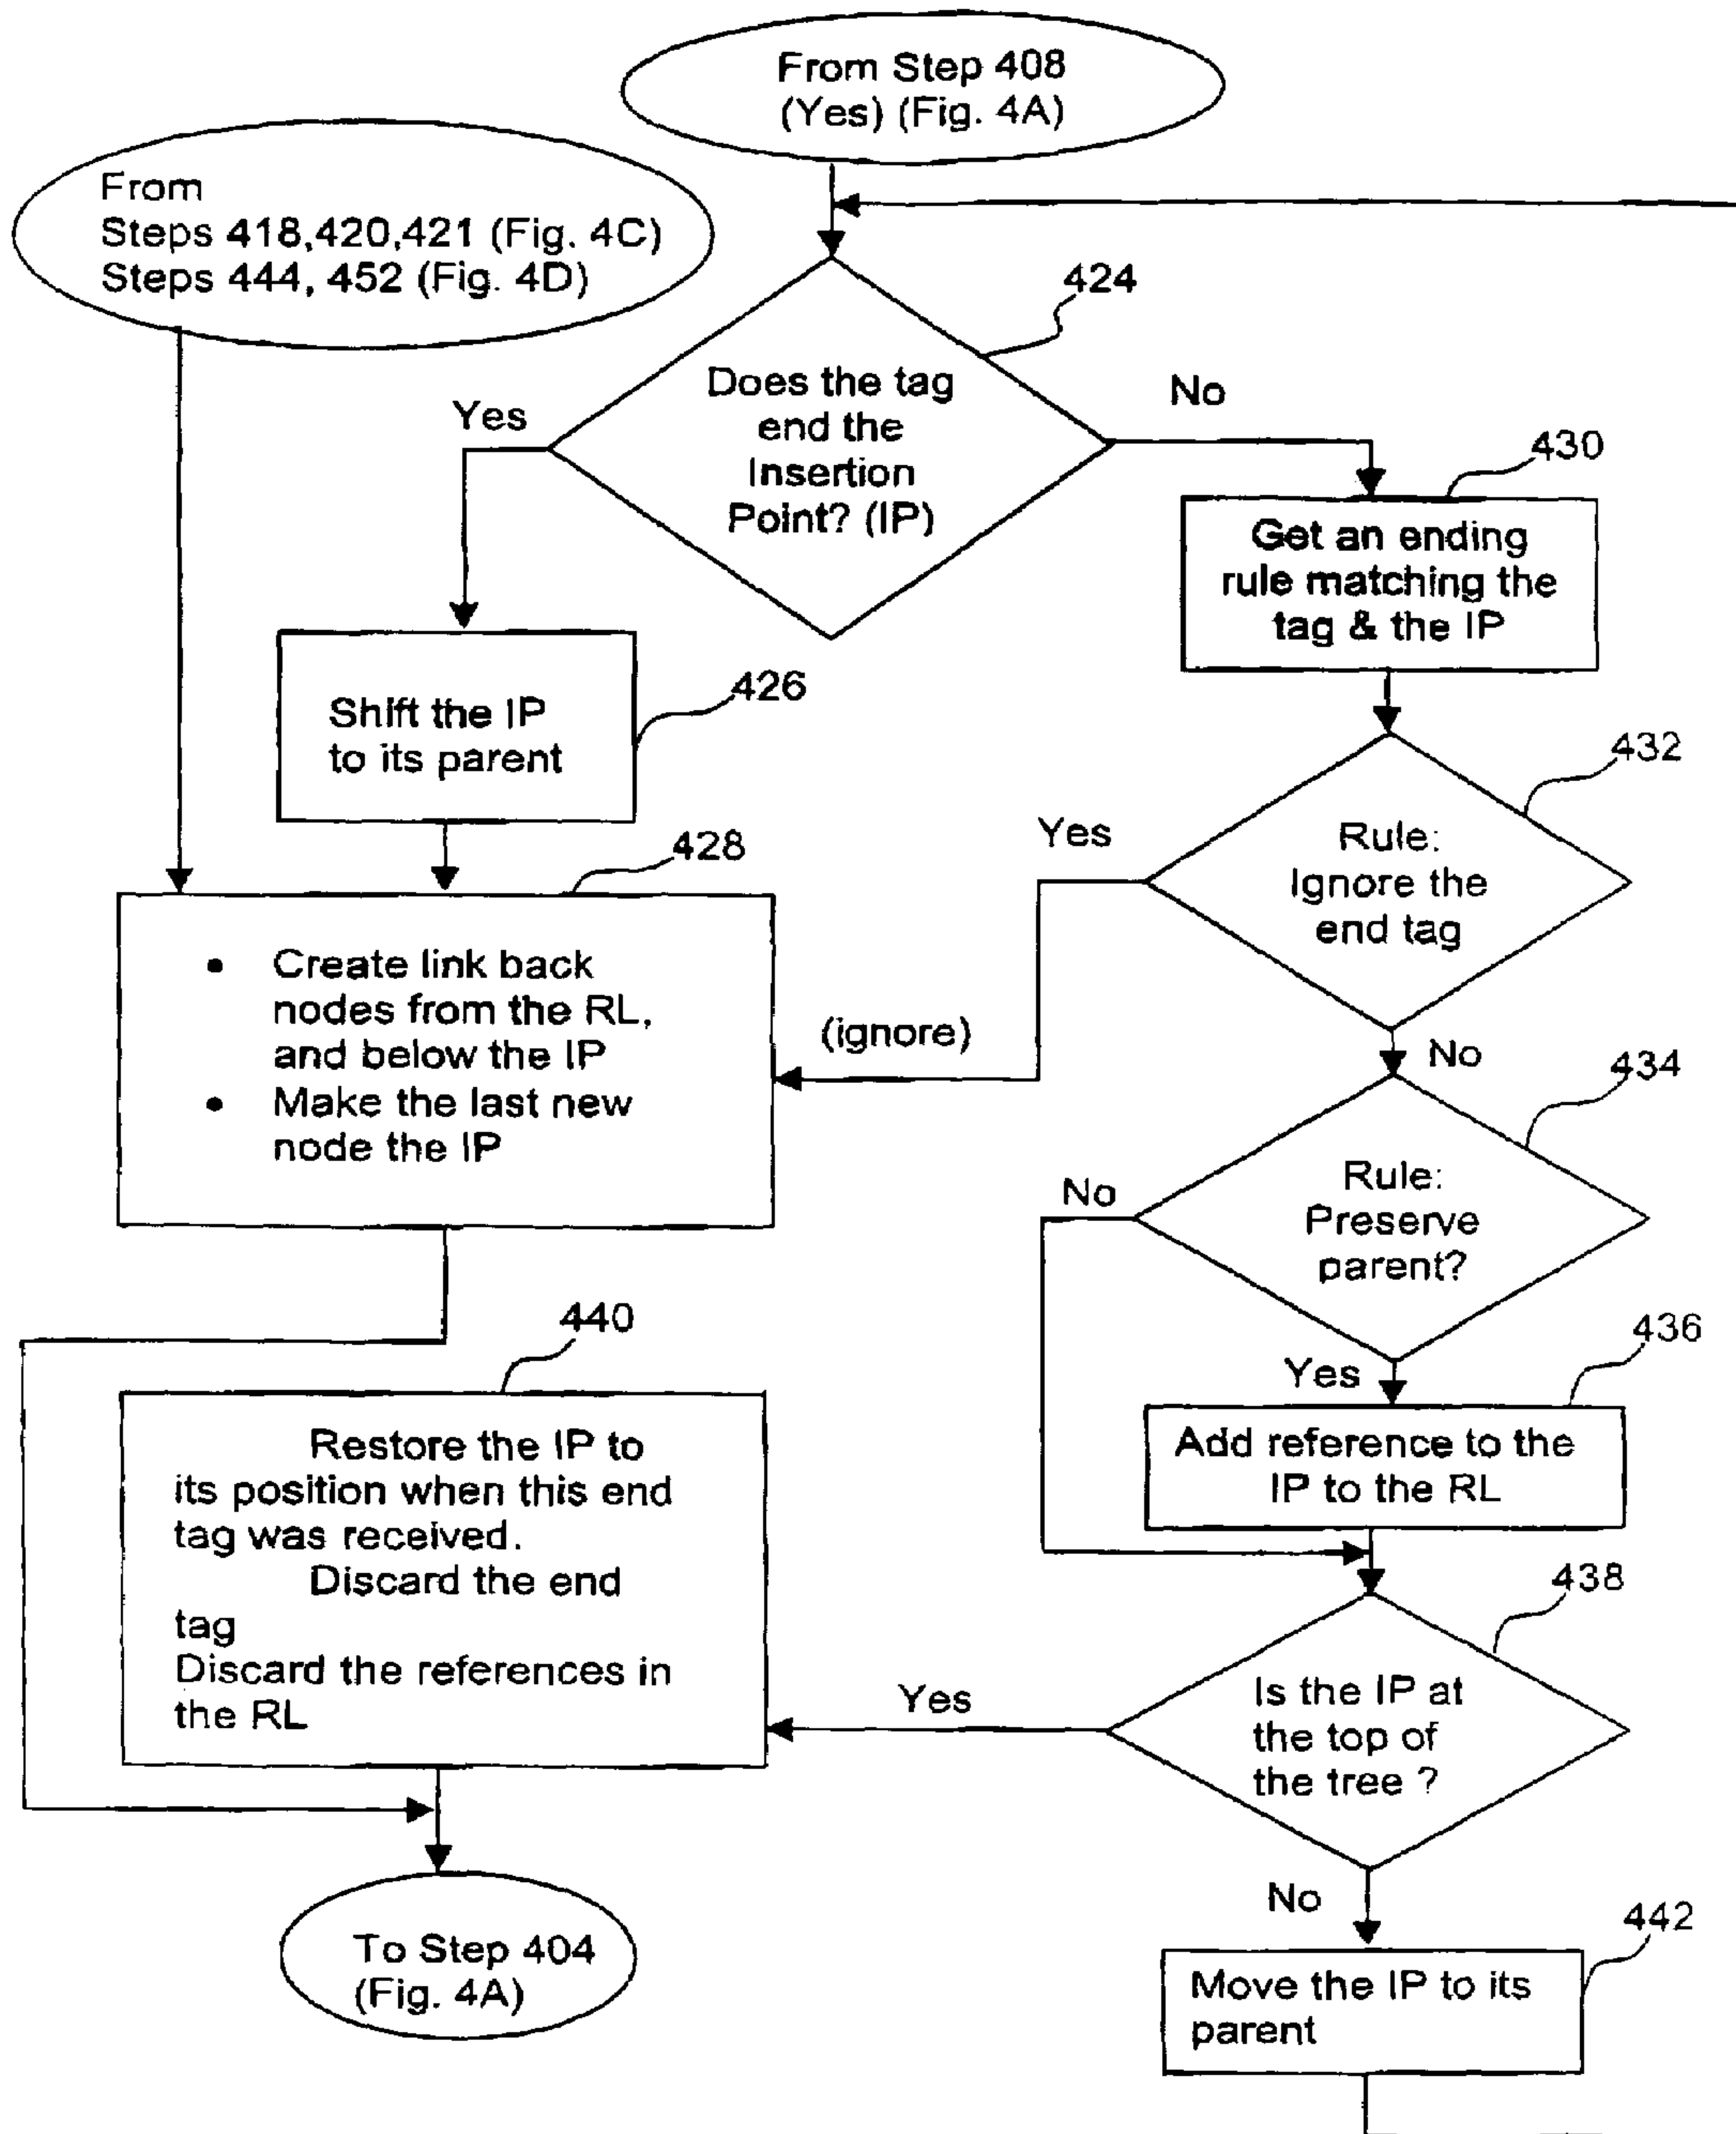 From Step 408
(Yes) (Fig. 4A)
From
Steps 418,420,421 (Fig. 4C)
Steps 444, 452 (Fig. 4D)
424
Does the tag
end the
Insertion
Point? (IP)
Yes
No
430
Get an ending
rule matching the
tag & the IP
426
Shift the IP
to its parent
432
Rule:
Ignore the
end tag
Yes
(ignore)
No
428
• Create link back
nodes from the RL,
and below the IP
• Make the last new
node the IP
434
Rule:
Preserve
parent?
No
Yes
436
Add reference to the
IP to the RL
440
Restore the IP to
its position when this end
tag was received.
Discard the end
tag
Discard the references in
the RL
438
Is the IP at
the top of
the tree ?
Yes
No
442
Move the IP to its
parent
To Step 404
(Fig. 4A)